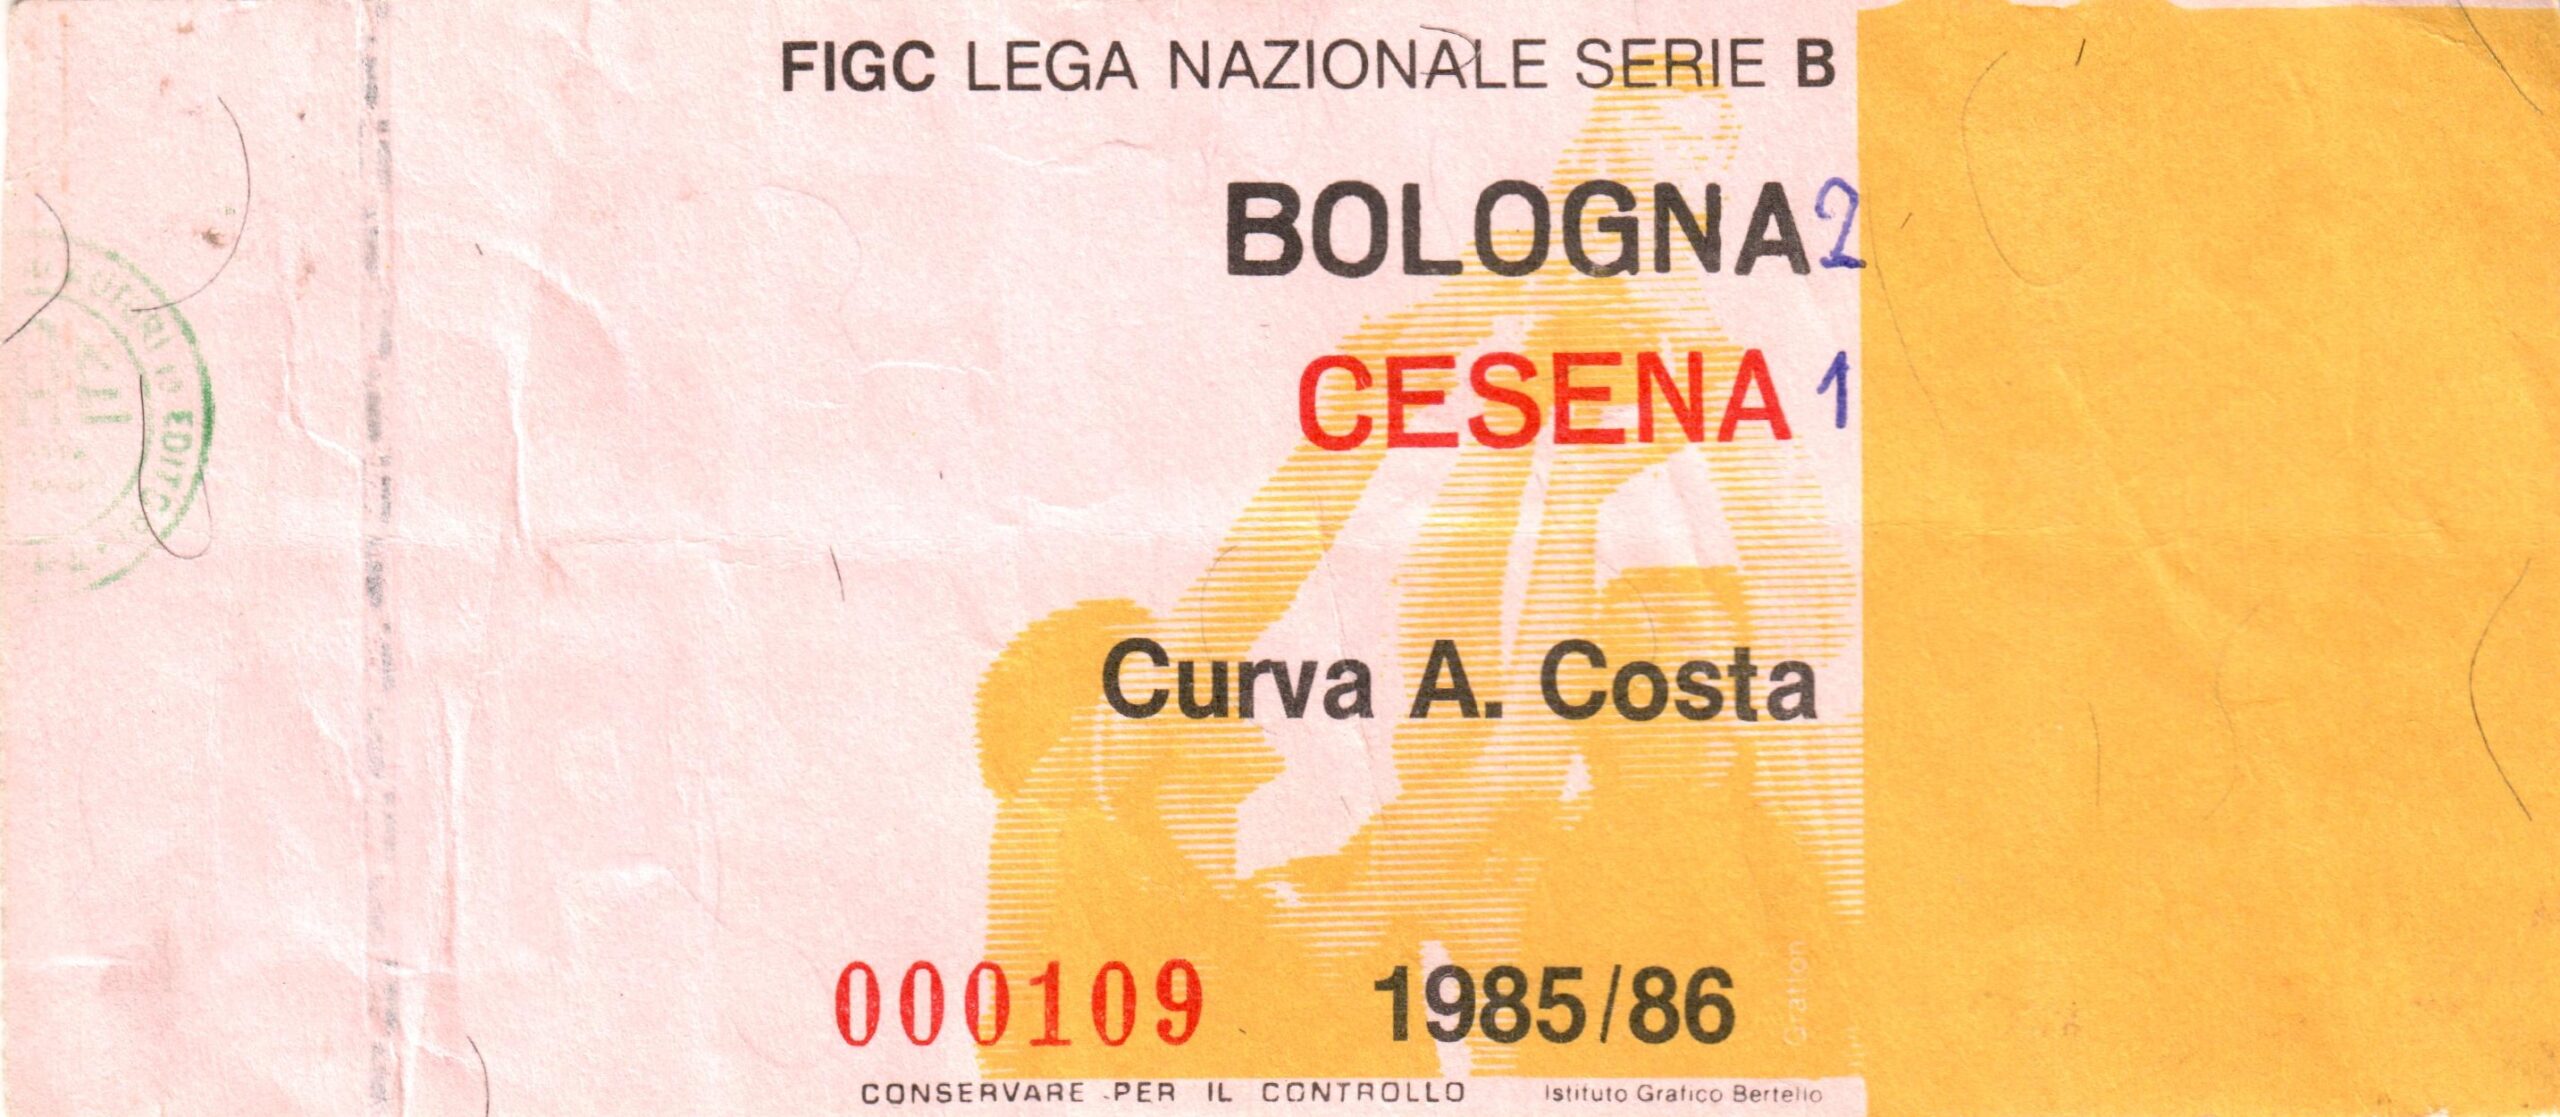 FIGC LEGA NAZIONALE SERIE B
BOLOGNA 2
CESENA 1
Curva A. Costa
000109 1985/86
Graton
CONSERVARE PER IL CONTROLLO Istituto Grafico Bertello